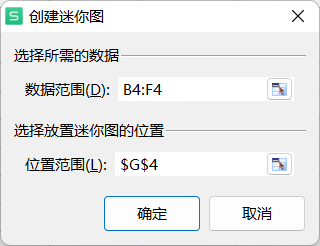 S 创建迷你图
选择所需的数据
数据范围(D): B4:F4
选择放置迷你图的位置
位置范围(L): $G$4
确定 取消